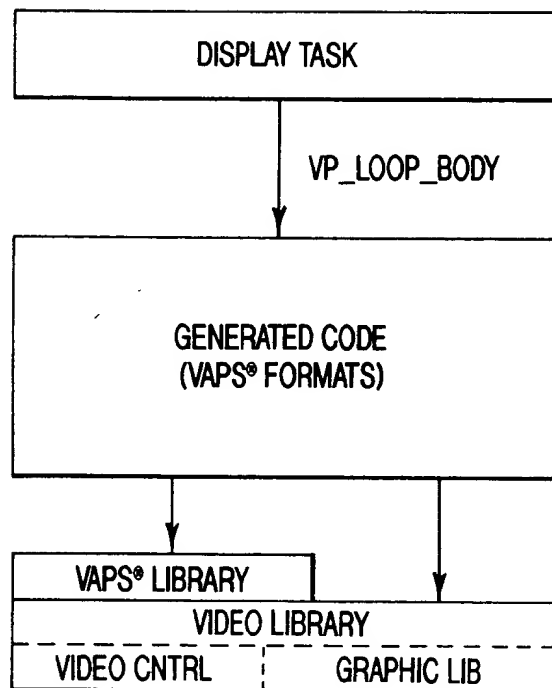 DISPLAY TASK
VP_LOOP_BODY
GENERATED CODE
(VAPS® FORMATS)
VAPS® LIBRARY
VIDEO LIBRARY
VIDEO CNTRL
GRAPHIC LIB